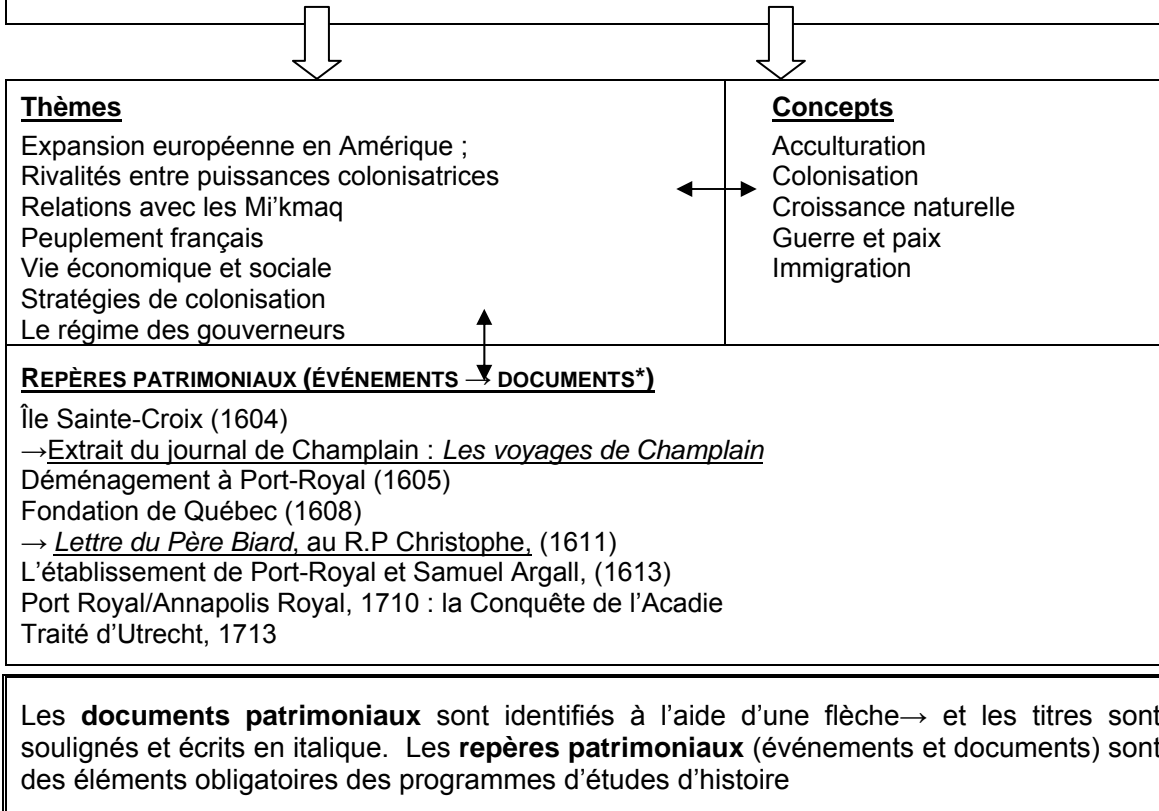 Thèmes
Expansion européenne en Amérique ;
Rivalités entre puissances colonisatrices
Relations avec les Mi’kmaq
Peuplement français
Vie économique et sociale
Stratégies de colonisation
Le régime des gouverneurs
Concepts
Acculturation
Colonisation
Croissance naturelle
Guerre et paix
Immigration
REPÈRES PATRIMONIAUX (ÉVÉNEMENTS → DOCUMENTS*)
Île Sainte-Croix (1604)
→Extrait du journal de Champlain : Les voyages de Champlain
Déménagement à Port-Royal (1605)
Fondation de Québec (1608)
→ Lettre du Père Biard, au R.P Christophe, (1611)
L’établissement de Port-Royal et Samuel Argall, (1613)
Port Royal/Annapolis Royal, 1710 : la Conquête de l’Acadie
Traité d’Utrecht, 1713
Les documents patrimoniaux sont identifiés à l’aide d’une flèche→ et les titres sont
soulignés et écrits en italique. Les repères patrimoniaux (événements et documents) sont
des éléments obligatoires des programmes d’études d’histoire